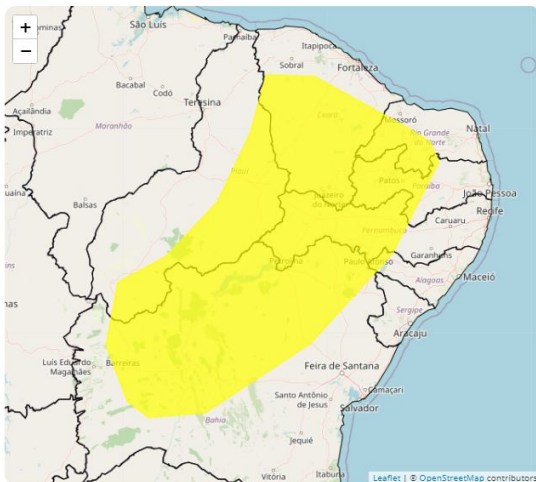 +
−
São Luís
Parnaíba
Itapipoca
Sobral
Fortaleza
Bacabal
Codó
Teresina
Ceará
Açailândia
Imperatriz
Maranhão
Mossoró
Rio Grande
do Norte
Natal
Piauí
Patos
Paraíba
João Pessoa
Juazeiro
do Norte
Balsas
Recife
Caruaru
Pernambuco
Garanhuns
Petrolina
Paulo Afonso
Maceió
Alagoas
Sergipe
Aracaju
Luís Eduardo
Magalhães
Barreiras
Feira de Santana
Camaçari
Santo Antônio
de Jesus
Salvador
Bahia
Jequié
Vitória
Itabuna
Leaflet | © OpenStreetMap contributors